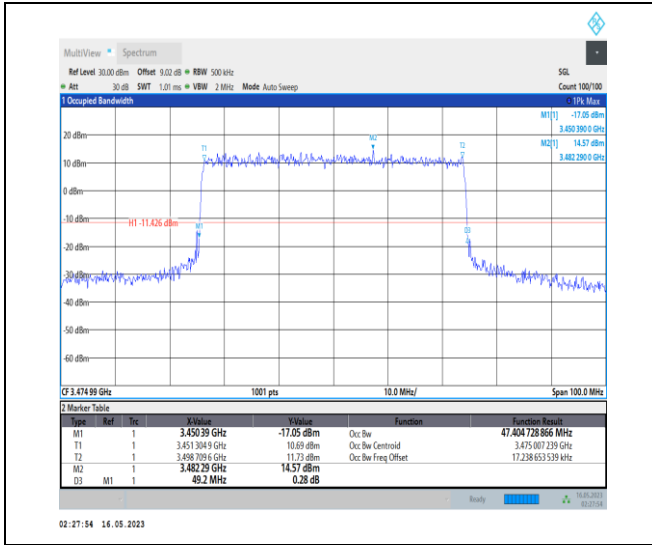 MultiView Spectrum
Ref Level 30.00 dBm Offset 9.02 dB RBW 500 kHz SGL
Att 30 dB SWT 1.01 ms VBW 2 MHz Mode Auto Sweep Count 100/100
1 Occupied Bandwidth 1Pk Max
M1[1] -17.05 dBm
3.450 390 0 GHz
M2[1] 14.57 dBm
3.482 290 0 GHz
20 dBm
M2
T1
T2
10 dBm
0 dBm
-10 dBm
H1 -11.426 dBm
M1
D3
-30 dBm
-40 dBm
-50 dBm
-60 dBm
CF 3.474 99 GHz 1001 pts 10.0 MHz/ Span 100.0 MHz
2 Marker Table
Type Ref Trc X-Value Y-Value Function Function Result
M1 1 3.45039 GHz -17.05 dBm Occ Bw 47.404 728 866 MHz
T1 1 3.451 304 9 GHz 10.69 dBm Occ Bw Centroid 3.475 007 239 GHz
T2 1 3.498 709 6 GHz 11.73 dBm Occ Bw Freq Offset 17.238 653 539 kHz
M2 1 3.482 29 GHz 14.57 dBm
D3 M1 1 49.2 MHz 0.28 dB
Ready 16.05.2023
02:27:54
02:27:54 16.05.2023